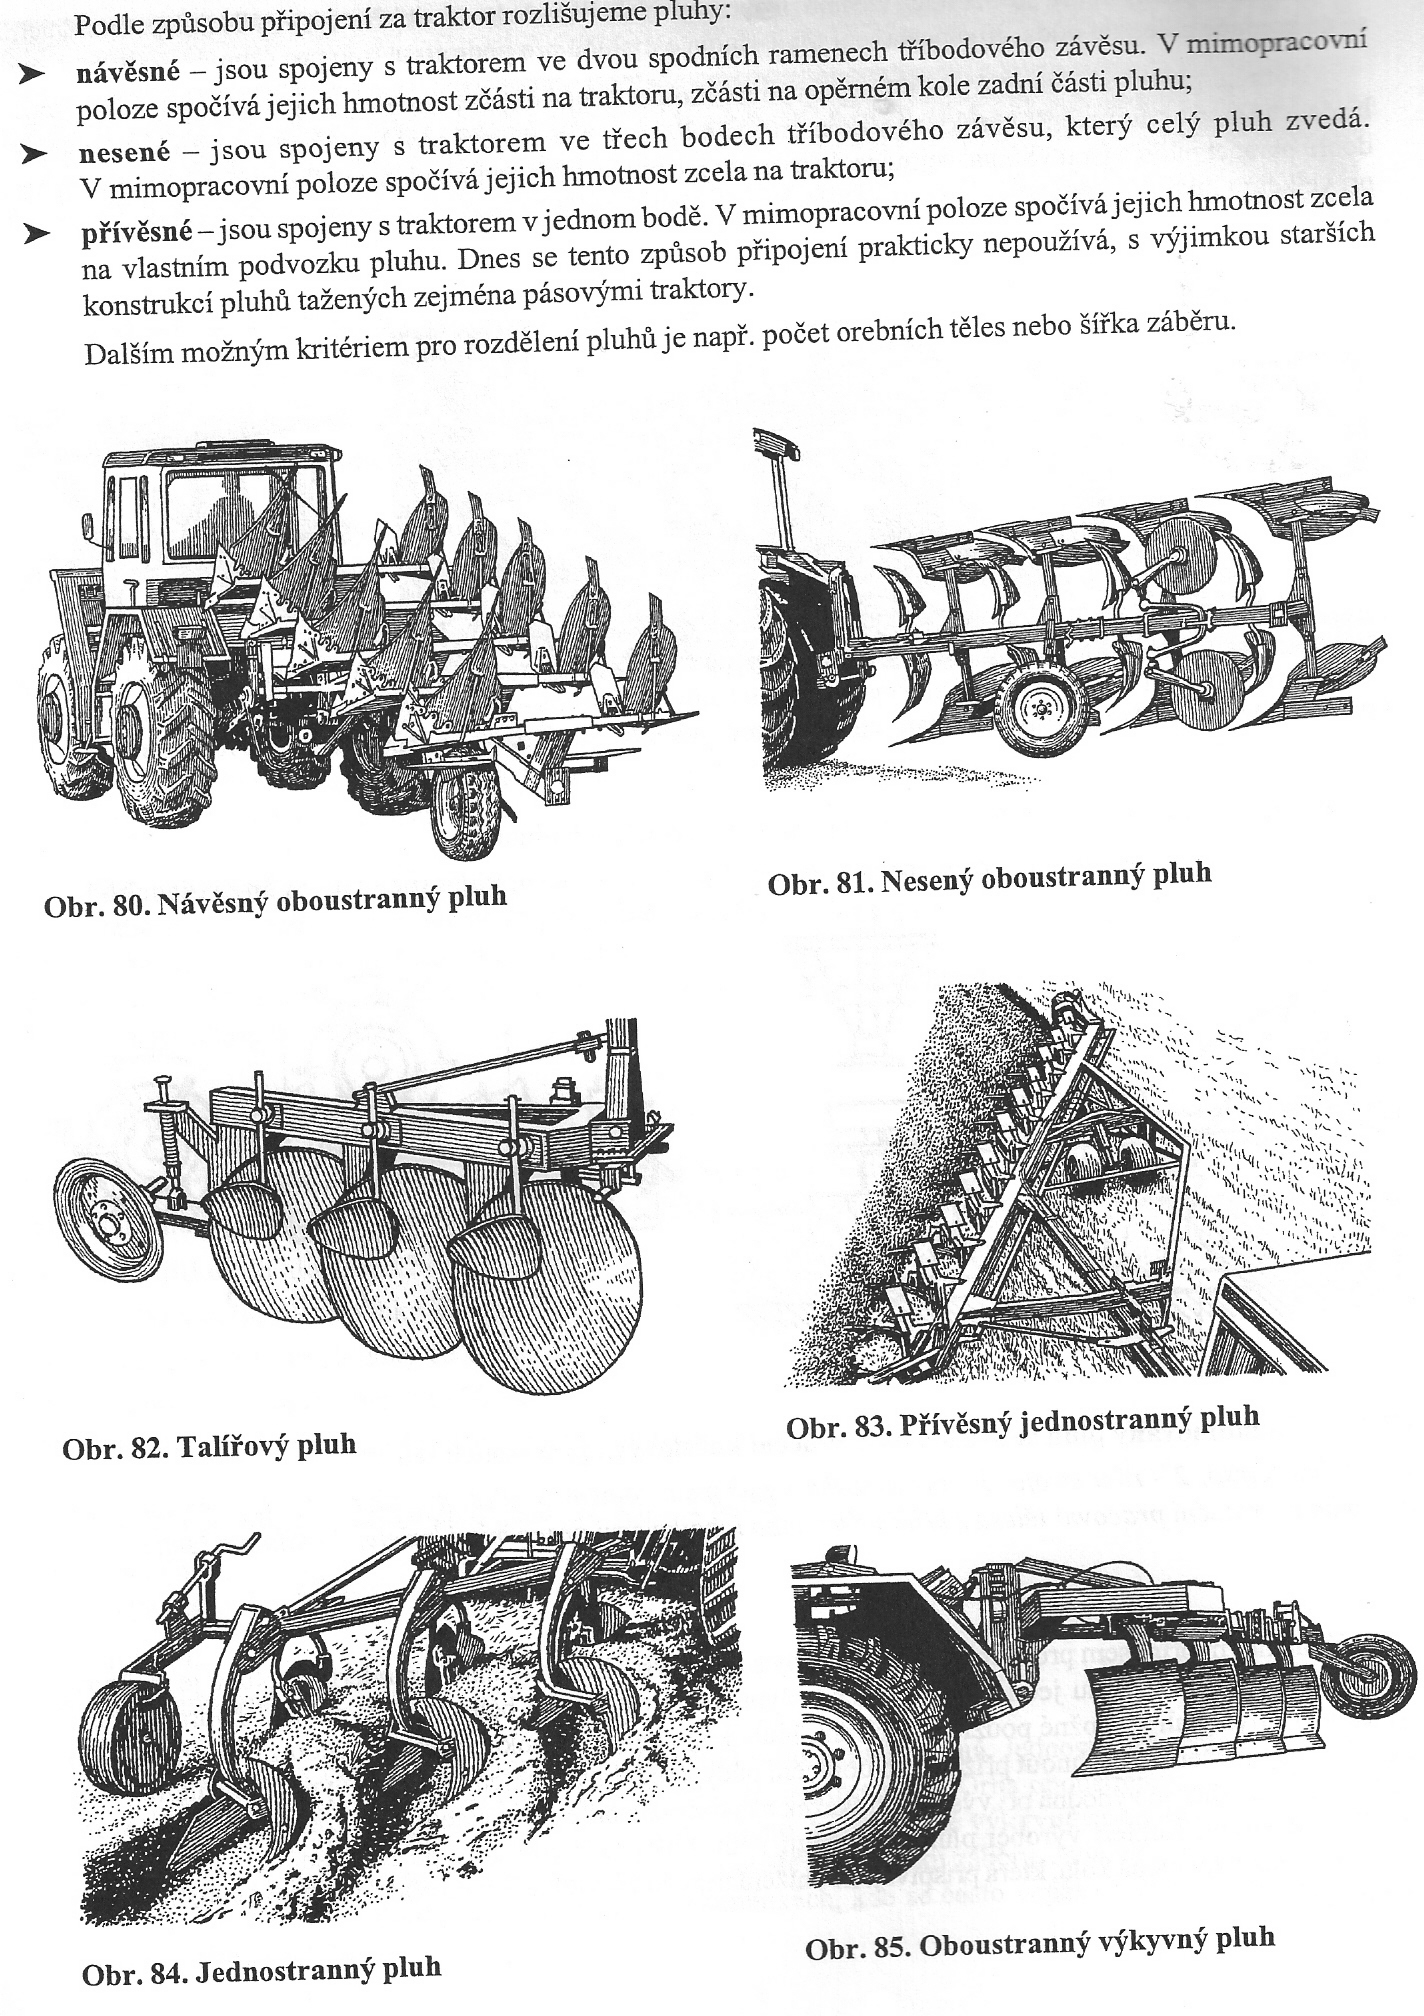 Podle způsobu připojení za traktor rozlišujeme pluhy:
➤ návěsné – jsou spojeny s traktorem ve dvou spodních ramenech tříbodového závěsu. V mimopracovní
poloze spočívá jejich hmotnost zčásti na traktoru, zčásti na opěrném kole zadní části pluhu;
➤ nesené – jsou spojeny s traktorem ve třech bodech tříbodového závěsu, který celý pluh zvedá.
V mimopracovní poloze spočívá jejich hmotnost zcela na traktoru;
➤ přívěsné – jsou spojeny s traktorem v jednom bodě. V mimopracovní poloze spočívá jejich hmotnost zcela
na vlastním podvozku pluhu. Dnes se tento způsob připojení prakticky nepoužívá, s výjimkou starších
konstrukcí pluhů tažených zejména pásovými traktory.
Dalším možným kritériem pro rozdělení pluhů je např. počet orebních těles nebo šířka záběru.
Obr. 80. Návěsný oboustranný pluh
Obr. 81. Nesený oboustranný pluh
Obr. 82. Talířový pluh
Obr. 83. Přívěsný jednostranný pluh
Obr. 84. Jednostranný pluh
Obr. 85. Oboustranný výkyvný pluh